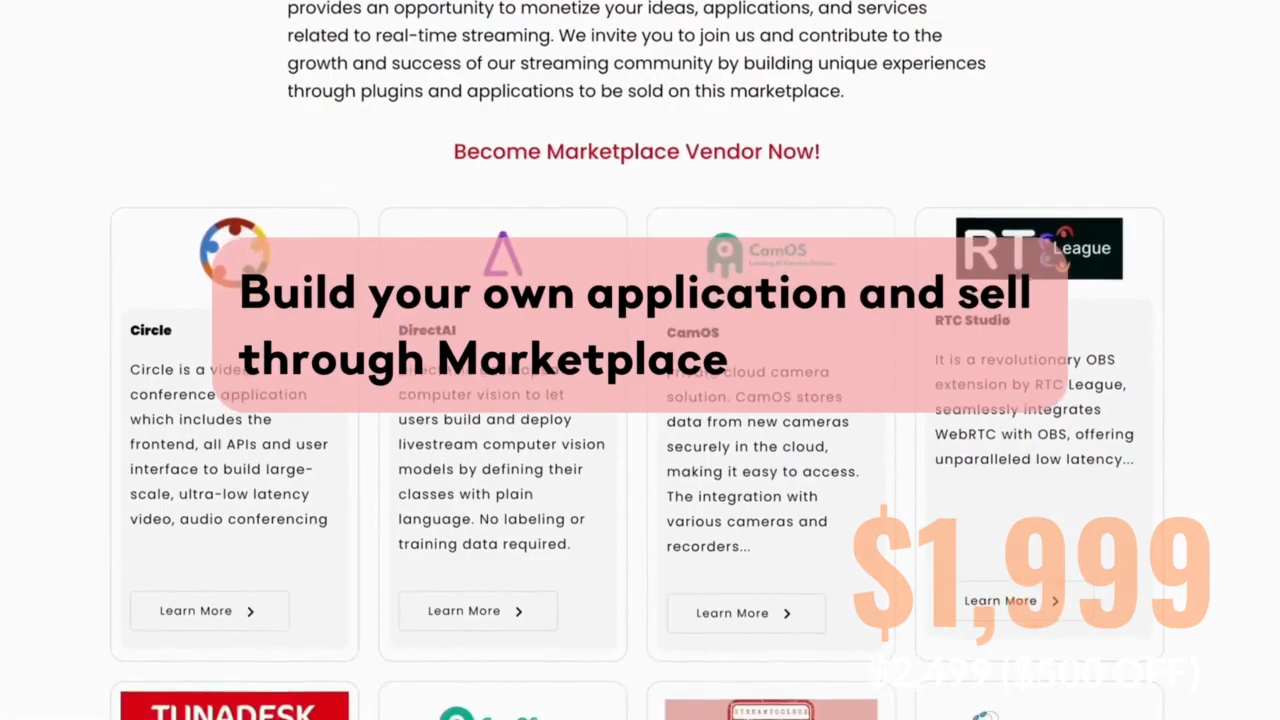 provides an opportunity to monetize your ideas, applications, and services
related to real-time streaming. We invite you to join us and contribute to the
growth and success of our streaming community by building unique experiences
through plugins and applications to be sold on this marketplace.
Become Marketplace Vendor Now!
Build your own application and sell
through Marketplace
Circle
Circle is a video
conference application
which includes the
frontend, all APIs and user
interface to build large-
scale, ultra-low latency
video, audio conferencing
Learn More
DirectAI
computer vision to let
users build and deploy
livestream computer vision
models by defining their
classes with plain
language. No labeling or
training data required.
Learn More
CamOS
CamOS
Private cloud camera
solution. CamOS stores
data from new cameras
securely in the cloud,
making it easy to access.
The integration with
various cameras and
recorders...
Learn More
RTC League
RTC Studio
It is a revolutionary OBS
extension by RTC League,
seamlessly integrates
WebRTC with OBS, offering
unparalleled low latency...
Learn More
$1,999
$2,499 ($500 OFF)
TUNADESK
STREAMTOOLBOX